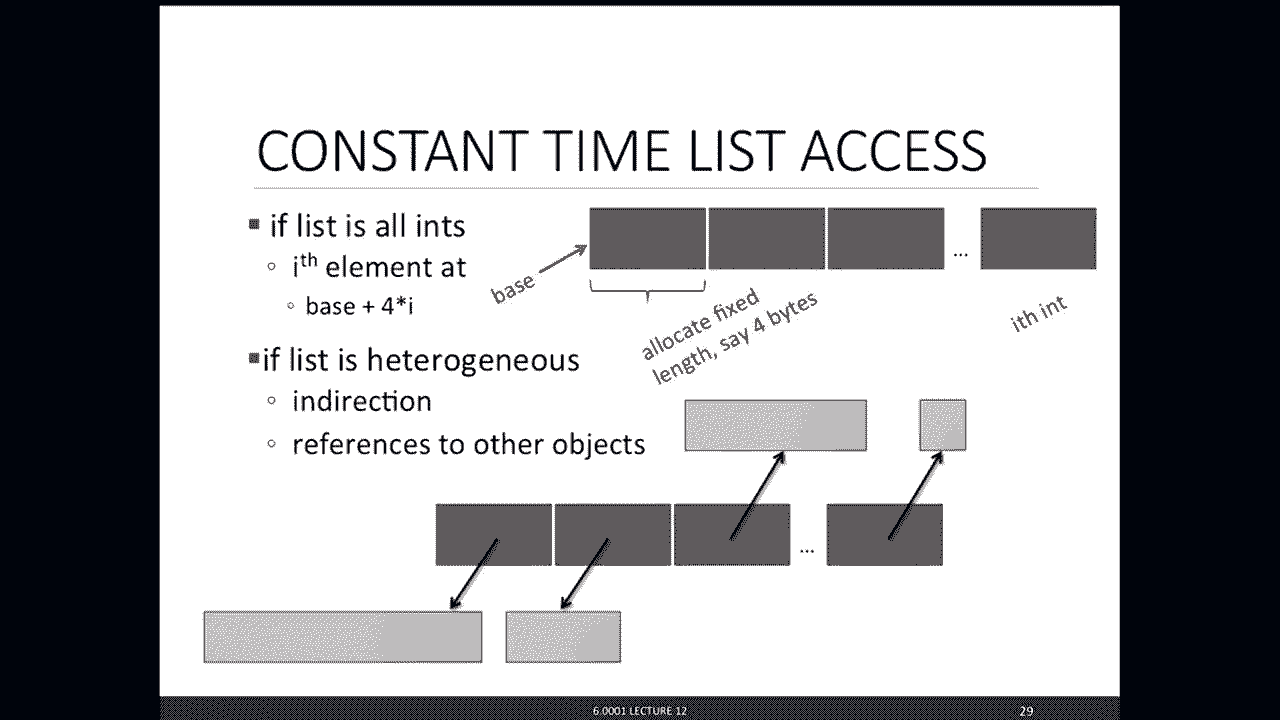 CONSTANT TIME LIST ACCESS
▪ if list is all ints
◦ ith element at
◦ base + 4*i
base
allocate fixed
length, say 4 bytes
...
ith int
▪if list is heterogeneous
◦ indirection
◦ references to other objects
...
6.0001 LECTURE 12
29